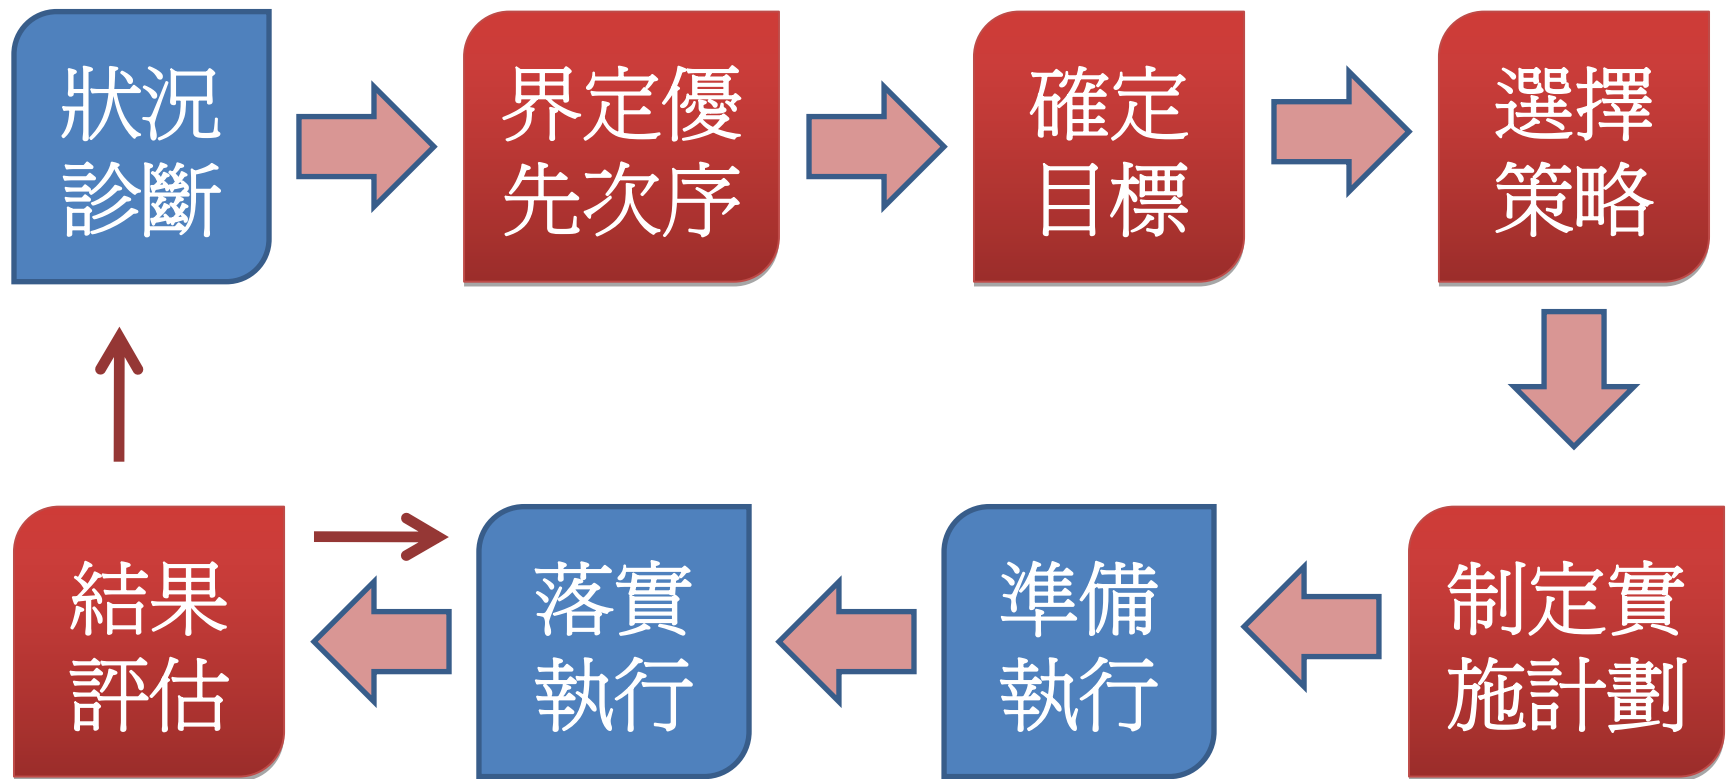 狀況
診斷
界定優
先次序
確定
目標
選擇
策略
制定實
施計劃
準備
執行
落實
執行
結果
評估